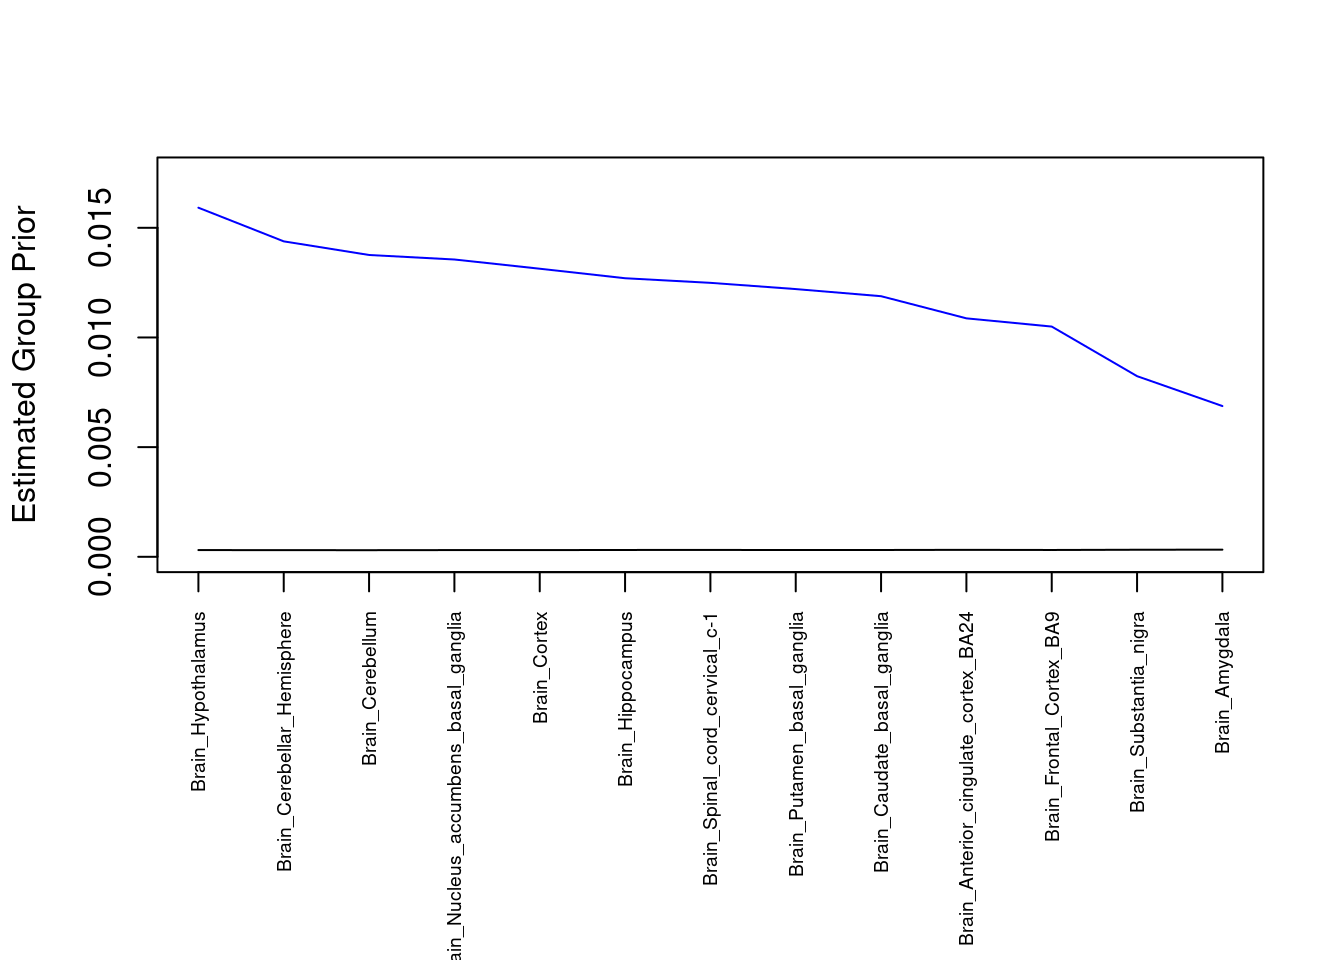 Estimated Group Prior
0.015
0.010
0.005
0.000
Brain_Hypothalamus
Brain_Cerebellar_Hemisphere
Brain_Cerebellum
ain_Nucleus_accumbens_basal_ganglia
Brain_Cortex
Brain_Hippocampus
Brain_Spinal_cord_cervical_c-1
Brain_Putamen_basal_ganglia
Brain_Caudate_basal_ganglia
Brain_Anterior_cingulate_cortex_BA24
Brain_Frontal_Cortex_BA9
Brain_Substantia_nigra
Brain_Amygdala